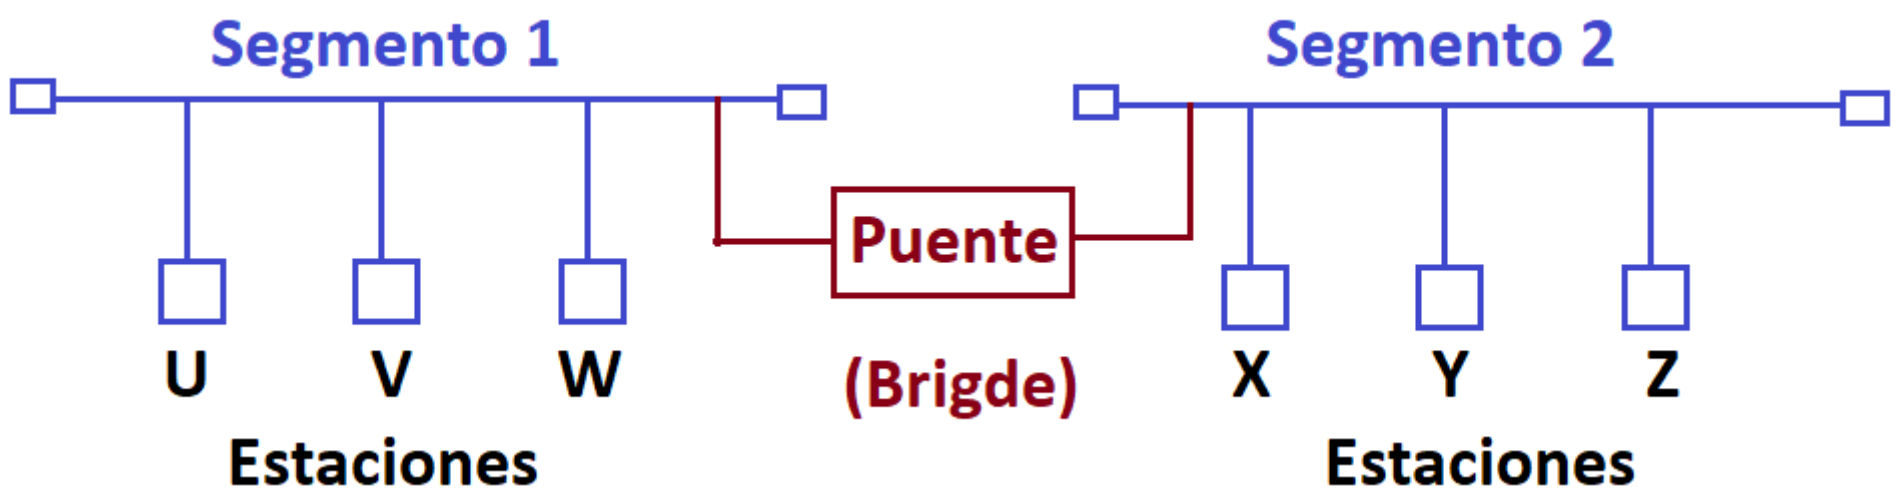 Segmento 1
Segmento 2
Puente
(Brigde)
U V W
X Y Z
Estaciones
Estaciones